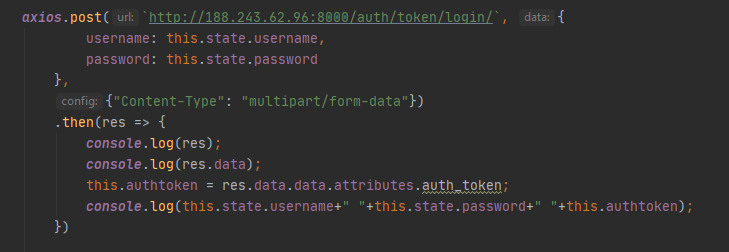 axios.post( url: `http://188.243.62.96:8000/auth/token/login/`, data: {
username: this.state.username,
password: this.state.password
},
config: {"Content-Type": "multipart/form-data"})
.then(res => {
console.log(res);
console.log(res.data);
this.authtoken = res.data.data.attributes.auth_token;
console.log(this.state.username+" "+this.state.password+" "+this.authtoken);
})